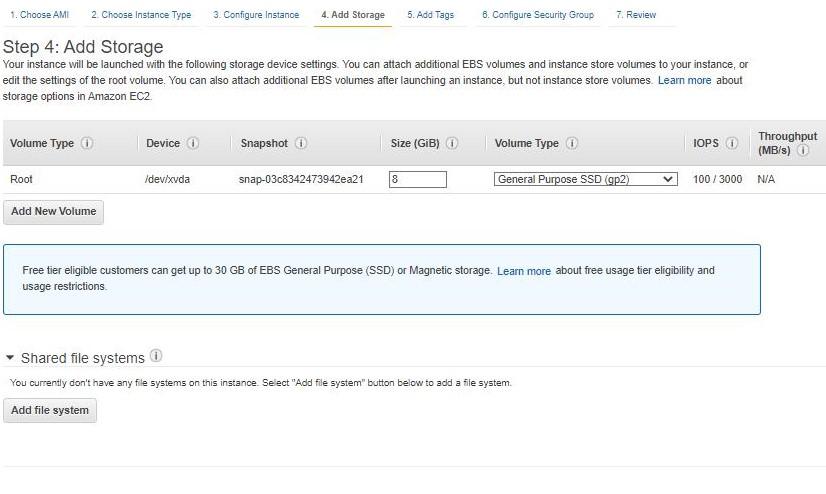 1. Choose AMI 2. Choose Instance Type 3. Configure Instance 4. Add Storage 5. Add Tags 6. Configure Security Group 7. Review
Step 4: Add Storage
Your instance will be launched with the following storage device settings. You can attach additional EBS volumes and instance store volumes to your instance, or
edit the settings of the root volume. You can also attach additional EBS volumes after launching an instance, but not instance store volumes. Learn more about
storage options in Amazon EC2.
Volume Type i Device i Snapshot i Size (GiB) i Volume Type i IOPS i Throughput (MB/s) i
Root /dev/xvda snap-03c8342473942ea21 8 General Purpose SSD (gp2) 100 / 3000 N/A
Add New Volume
Free tier eligible customers can get up to 30 GB of EBS General Purpose (SSD) or Magnetic storage. Learn more about free usage tier eligibility and
usage restrictions.
Shared file systems i
You currently don't have any file systems on this instance. Select "Add file system" button below to add a file system.
Add file system